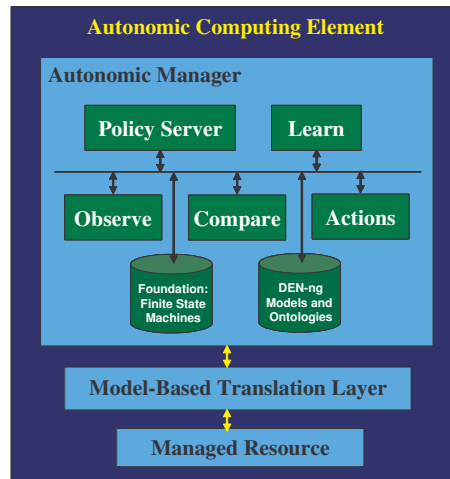 Autonomic Computing Element
Autonomic Manager
Policy Server
Learn
Observe
Compare
Actions
Foundation:
Finite State
Machines
DEN-ng
Models and
Ontologies
Model-Based Translation Layer
Managed Resource